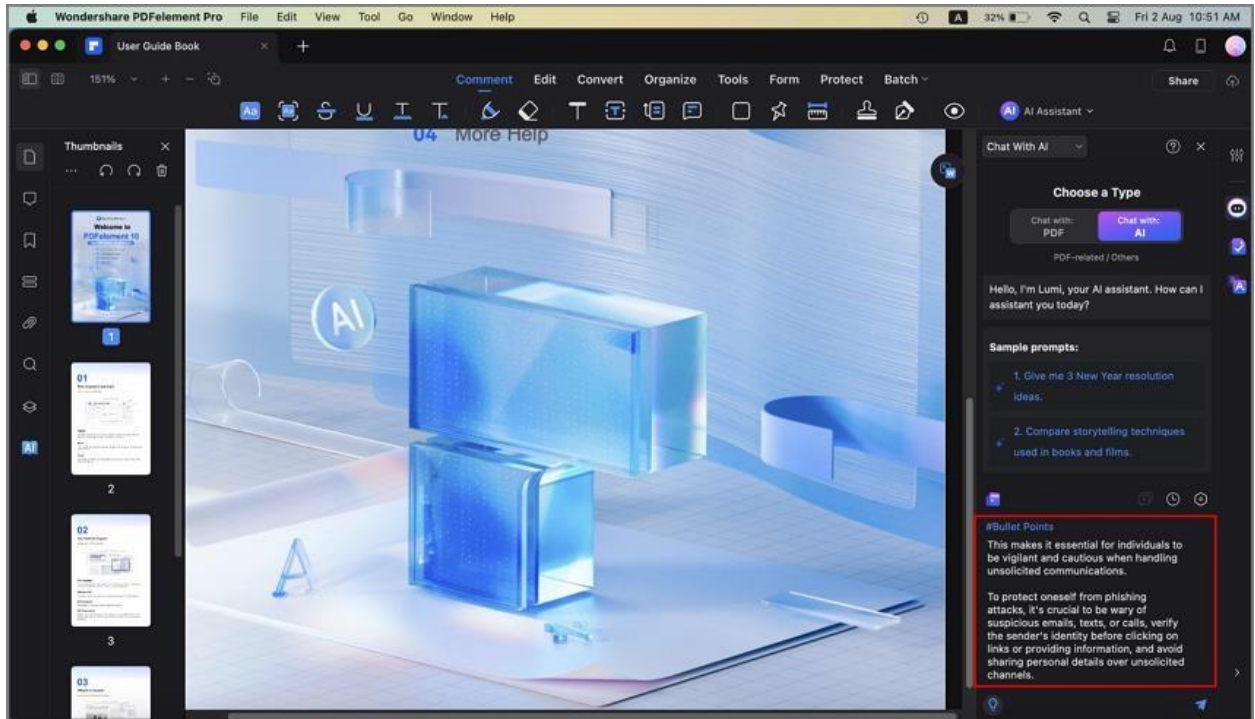 Wondershare PDFelement Pro File Edit View Tool Go Window Help A 32% Fri 2 Aug 10:51 AM
User Guide Book
151%
Comment Edit Convert Organize Tools Form Protect Batch
Share
Aa
AI AI Assistant
Thumbnails
04 More Help
W
Chat With AI
Choose a Type
Chat with: PDF
Chat with: AI
PDF-related / Others
Hello, I'm Lumi, your AI assistant. How can I
assistant you today?
Sample prompts:
1. Give me 3 New Year resolution
ideas.
2. Compare storytelling techniques
used in books and films.
#Bullet Points
This makes it essential for individuals to
be vigilant and cautious when handling
unsolicited communications.
To protect oneself from phishing
attacks, it's crucial to be wary of
suspicious emails, texts, or calls, verify
the sender's identity before clicking on
links or providing information, and avoid
sharing personal details over unsolicited
channels.
AI
A
AI
Welcome to
PDFelement 10
1
01
2
02
3
03